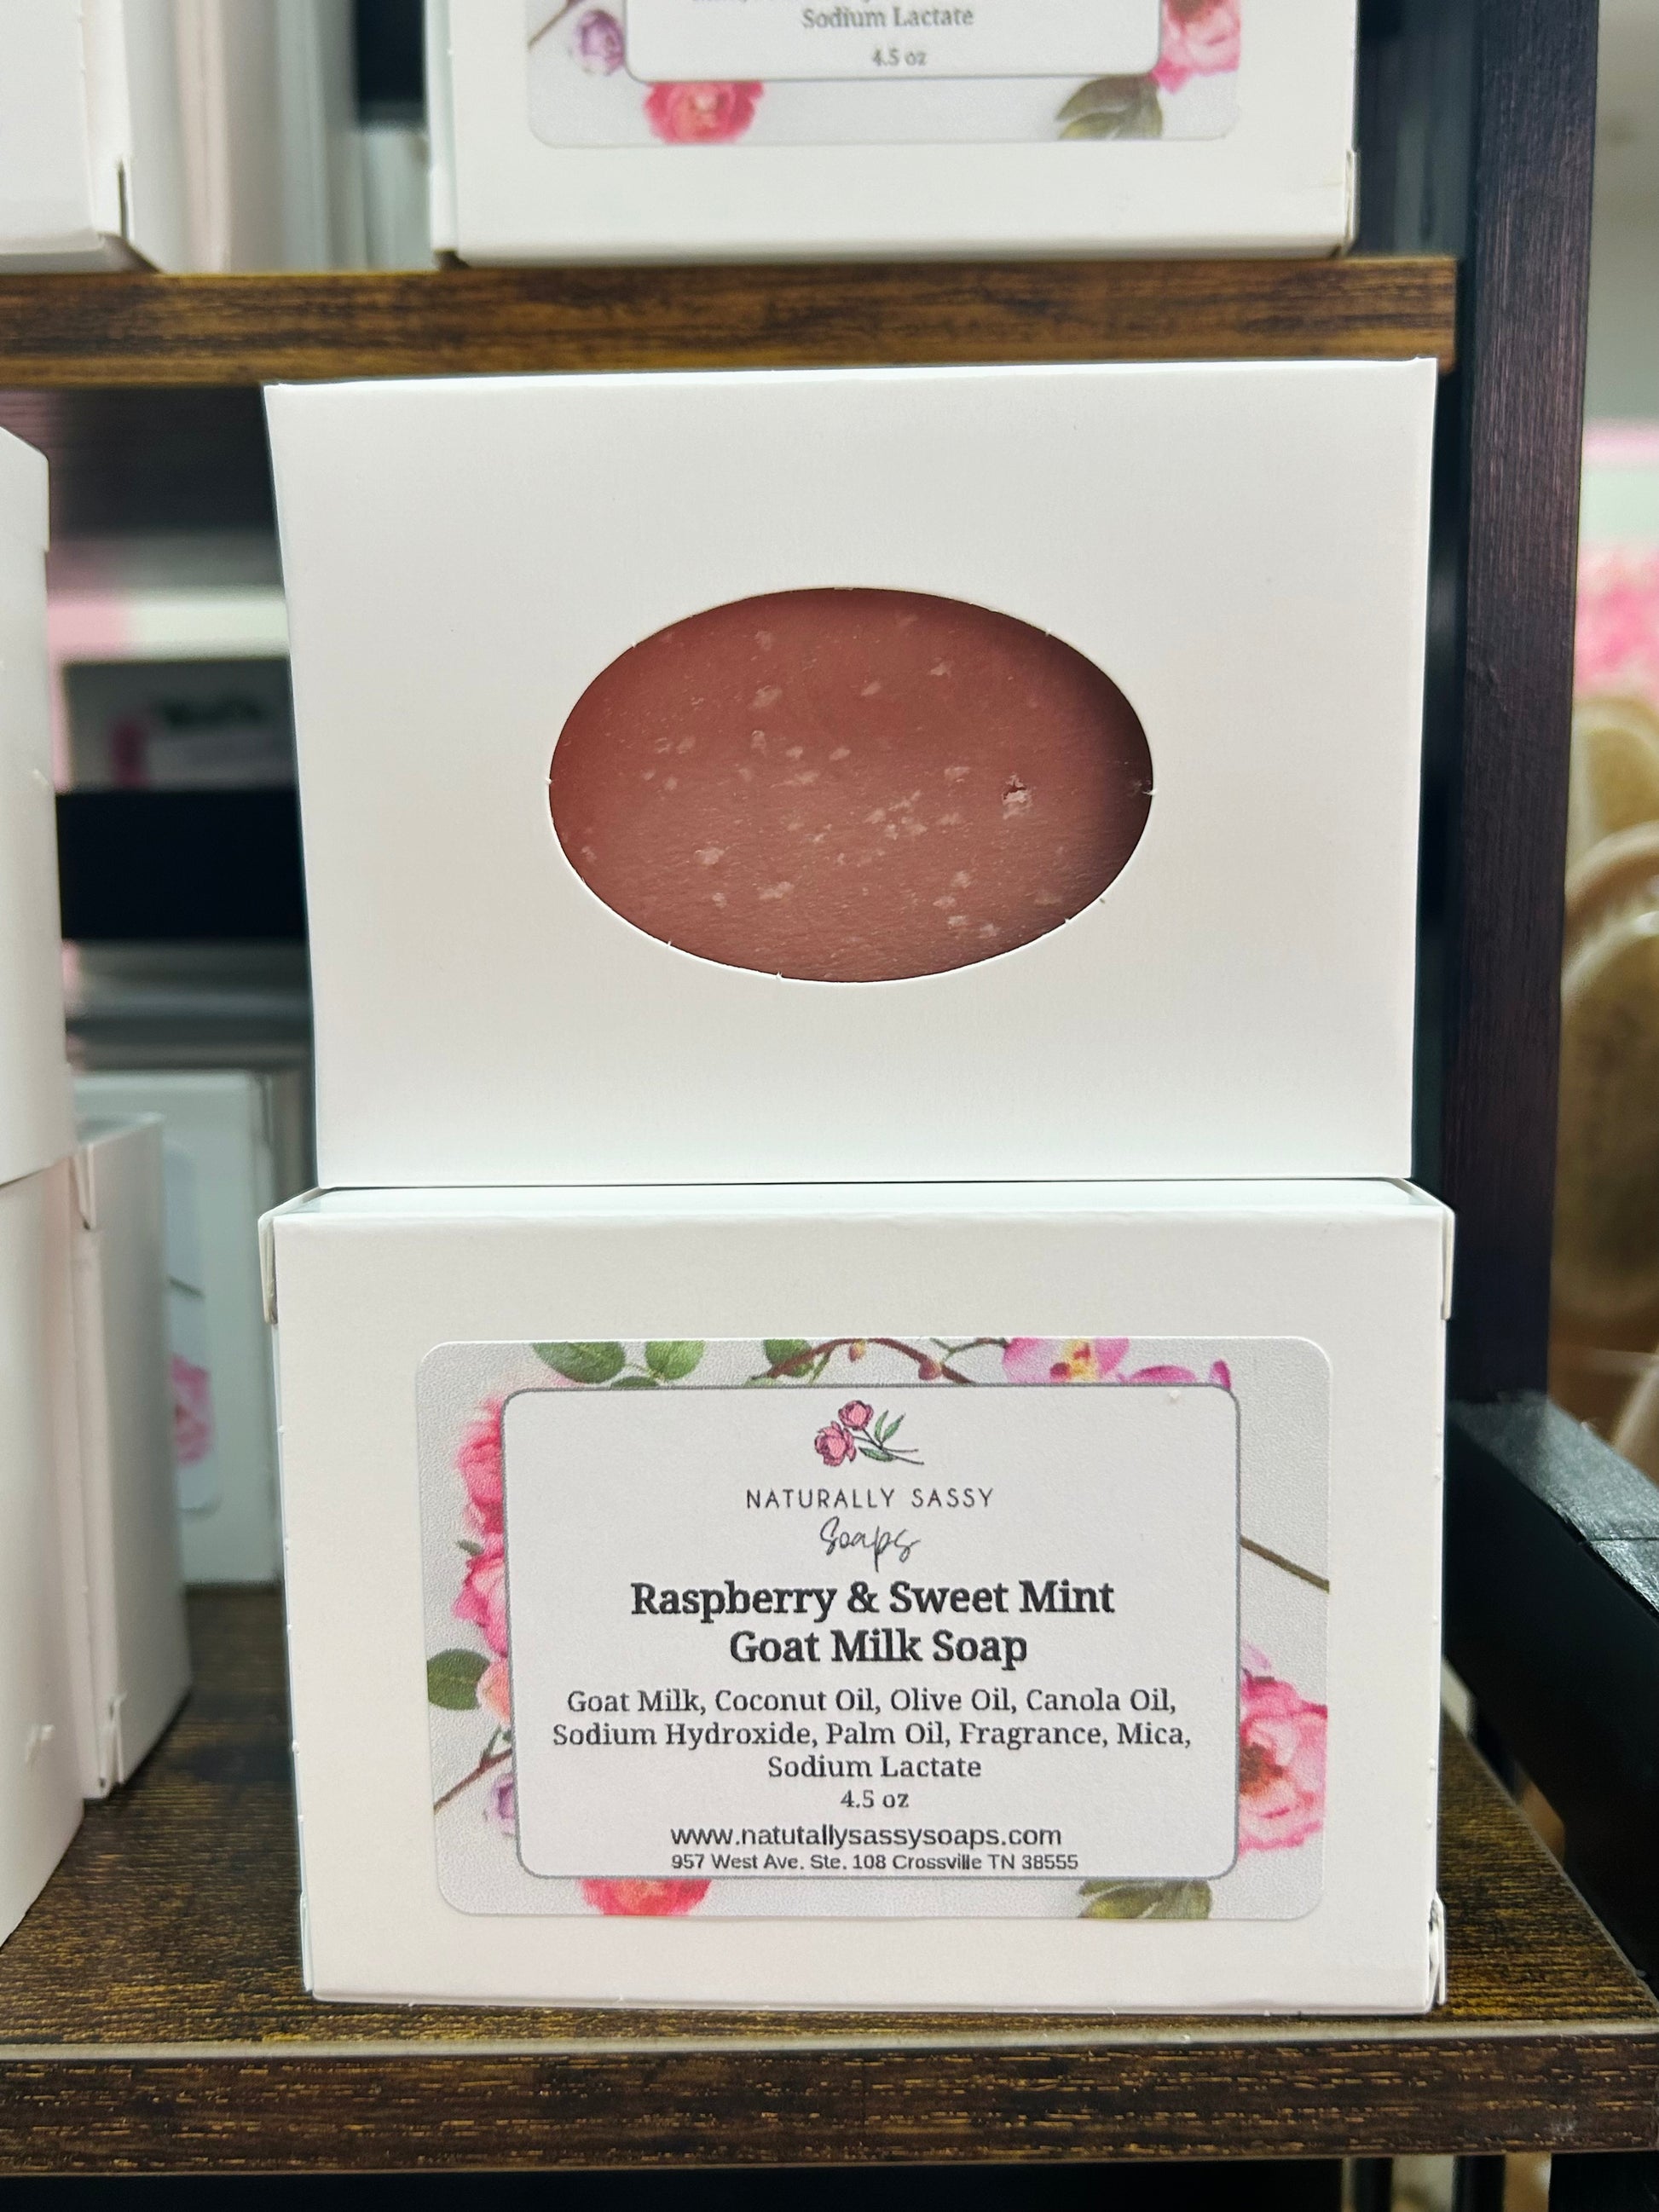 Sodium Lactate
4.5 oz
NATURALLY SASSY
Soaps
Raspberry & Sweet Mint
Goat Milk Soap
Goat Milk, Coconut Oil, Olive Oil, Canola Oil,
Sodium Hydroxide, Palm Oil, Fragrance, Mica,
Sodium Lactate
4.5 oz
www.natutallysassysoaps.com
957 West Ave. Ste. 108 Crossville TN 38555